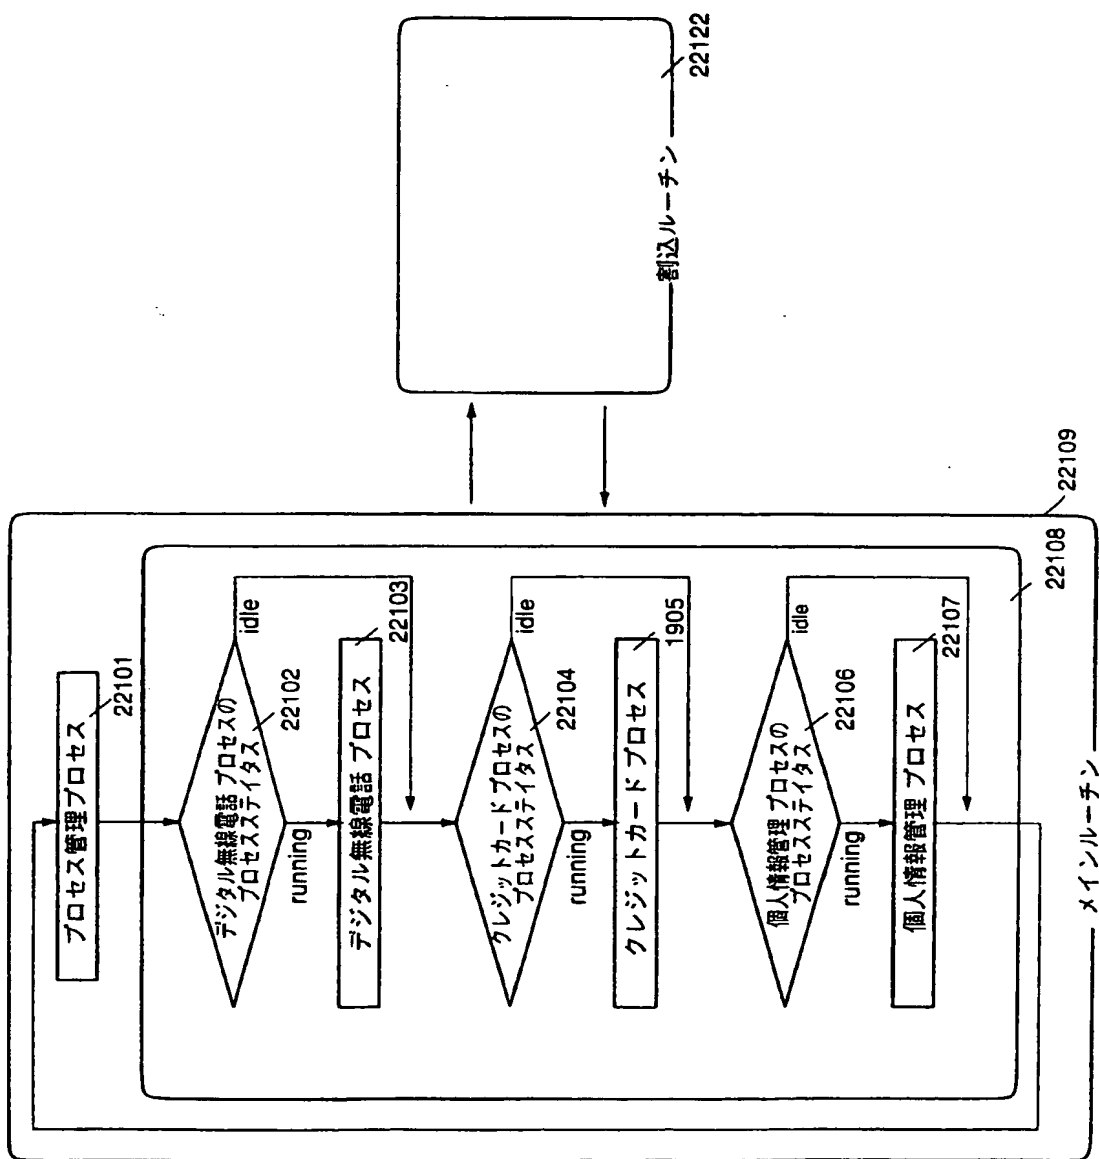 プロセス管理プロセス
22101
デジタル無線電話 プロセスの
プロセスステイタス
22102
idle
running
デジタル無線電話 プロセス
22103
クレジットカード プロセスの
プロセスステイタス
22104
idle
running
クレジットカード プロセス
1905
個人情報管理 プロセスの
プロセスステイタス
22106
idle
running
個人情報管理 プロセス
22107
22108
22109
メインルーチン
割込ルーチン
22122